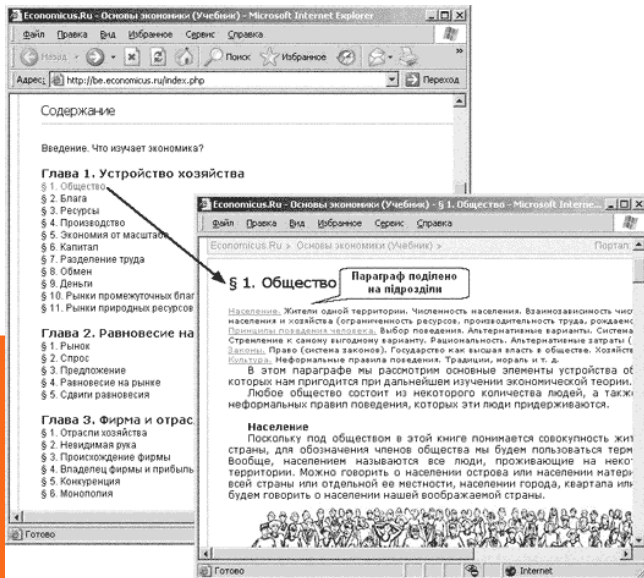 Economicus.Ru - Основы экономики (Учебник) - Microsoft Internet Explorer
Файл Правка Вид Избранное Сервис Справка
Назад Поиск Избранное
Адрес: http://be.economicus.ru/index.php Переход
Содержание
Введение. Что изучает экономика?
Глава 1. Устройство хозяйства
§ 1. Общество
§ 2. Блага
§ 3. Ресурсы
§ 4. Производство
§ 5. Экономия от масштаба
§ 6. Капитал
§ 7. Разделение труда
§ 8. Обмен
§ 9. Деньги
§ 10. Рынки промежуточных благ
§ 11. Рынки природных ресурсов
Глава 2. Равновесие на
§ 1. Рынок
§ 2. Спрос
§ 3. Предложение
§ 4. Равновесие на рынке
§ 5. Сдвиги равновесия
Глава 3. Фирма и отрас
§ 1. Отрасли хозяйства
§ 2. Невидимая рука
§ 3. Происхождение фирмы
§ 4. Владелец фирмы и прибыль
§ 5. Конкуренция
§ 6. Монополия
Готово
Economicus.Ru - Основы экономики (Учебник) - § 1. Общество - Microsoft Interne...
Файл Правка Вид Избранное Сервис Справка
Economicus.Ru > Основы экономики (Учебник) > Портал
§ 1. Общество
Параграф поділено
на підрозділи
Население. Жители одной территории. Численность населения. Взаимозависимость чис
населения и хозяйства (ограниченность ресурсов, производительность труда, рождаемо
Принципы поведения человека. Выбор поведения. Альтернативные варианты. Система
Стремление к самому выгодному варианту. Рациональность. Альтернативные затраты (
Законы. Право (система законов). Государство как высшая власть в обществе. Хозяйств
Культура. Неформальные правила поведения. Традиции, мораль и т. д.
В этом параграфе мы рассмотрим основные элементы устройства об
которых нам пригодится при дальнейшем изучении экономической теории.
Любое общество состоит из некоторого количества людей, а такж
неформальных правил поведения, которых эти люди придерживаются.
Население
Поскольку под обществом в этой книге понимается совокупность жит
страны, для обозначения членов общества мы будем пользоваться терм
Вообще, населением называются все люди, проживающие на некот
территории. Можно говорить о населении острова или населении матери
всей страны или отдельной ее местности, населении города, квартала или
будем говорить о населении нашей воображаемой страны.
Готово Internet